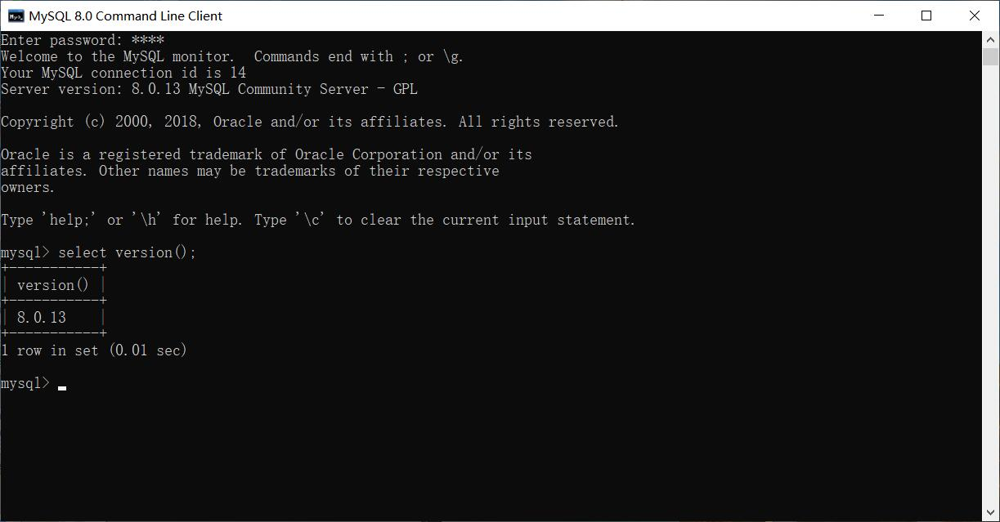 MySQL 8.0 Command Line Client
Enter password: ****
Welcome to the MySQL monitor.  Commands end with ; or \g.
Your MySQL connection id is 14
Server version: 8.0.13 MySQL Community Server - GPL
Copyright (c) 2000, 2018, Oracle and/or its affiliates. All rights reserved.
Oracle is a registered trademark of Oracle Corporation and/or its
affiliates. Other names may be trademarks of their respective
owners.
Type 'help;' or '\h' for help. Type '\c' to clear the current input statement.
mysql> select version();
+-----------+
| version() |
+-----------+
| 8.0.13    |
+-----------+
1 row in set (0.01 sec)
mysql>